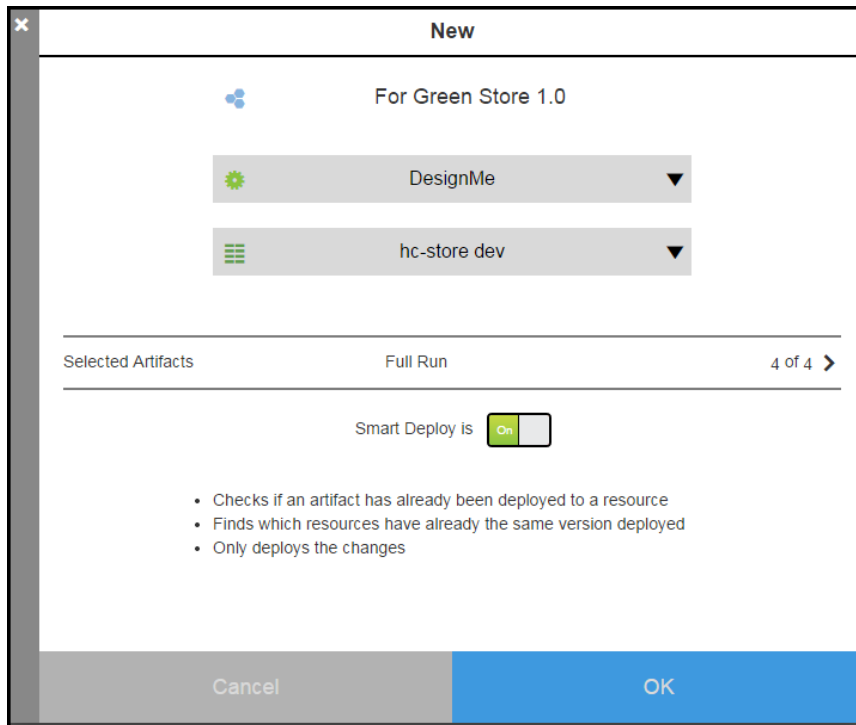 New
For Green Store 1.0
DesignMe
hc-store dev
Selected Artifacts Full Run 4 of 4
Smart Deploy is On
• Checks if an artifact has already been deployed to a resource
• Finds which resources have already the same version deployed
• Only deploys the changes
Cancel OK